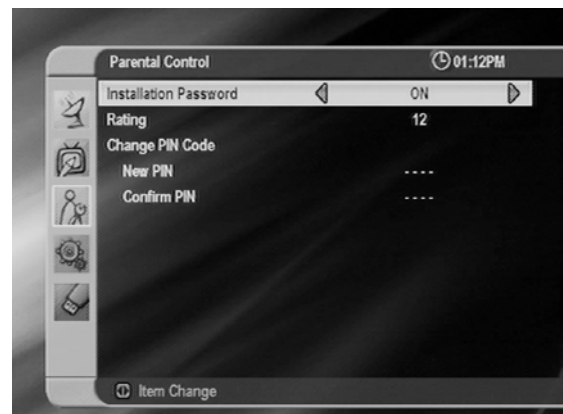 Parental Control 01:12PM
Installation Password ON
Rating 12
Change PIN Code
New PIN - - - -
Confirm PIN - - - -
Item Change